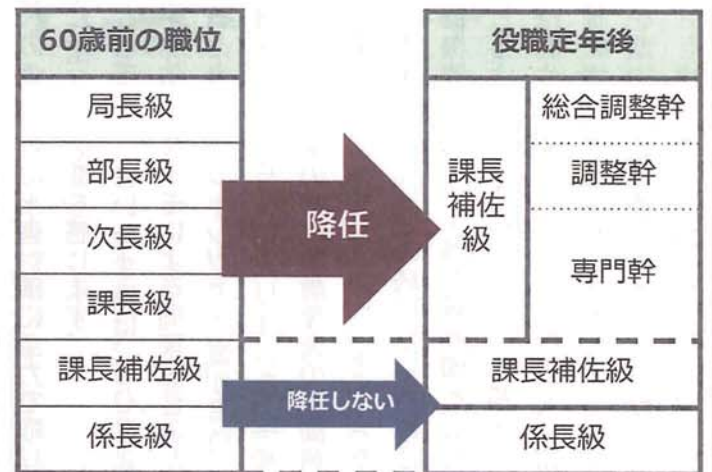 60歳前の職位
局長級
部長級
次長級
課長級
課長補佐級
係長級
降任
降任しない
役職定年後
課長
補佐
級
総合調整幹
調整幹
専門幹
課長補佐級
係長級